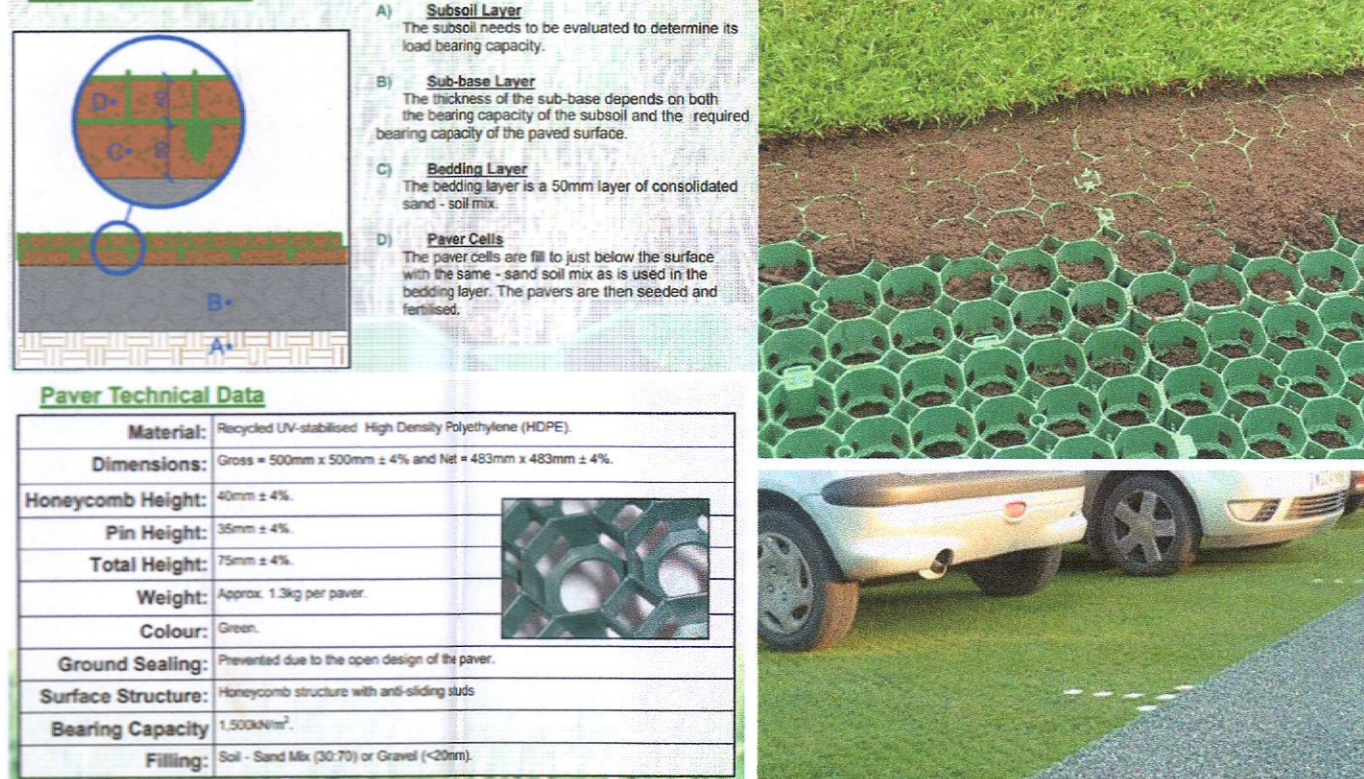 A) Subsoil Layer
The subsoil needs to be evaluated to determine its
load bearing capacity.
B) Sub-base Layer
The thickness of the sub-base depends on both
the bearing capacity of the subsoil and the required
bearing capacity of the paved surface.
C) Bedding Layer
The bedding layer is a 50mm layer of consolidated
sand - soil mix.
D) Paver Cells
The paver cells are fill to just below the surface
with the same - sand soil mix as is used in the
bedding layer. The pavers are then seeded and
fertilised.
D
C
B
A
Paver Technical Data
Material: Recycled UV-stabilised High Density Polyethylene (HDPE).
Dimensions: Gross = 500mm x 500mm ± 4% and Net = 483mm x 483mm ± 4%.
Honeycomb Height: 40mm ± 4%.
Pin Height: 35mm ± 4%.
Total Height: 75mm ± 4%.
Weight: Approx. 1.3kg per paver.
Colour: Green.
Ground Sealing: Prevented due to the open design of the paver.
Surface Structure: Honeycomb structure with anti-sliding studs
Bearing Capacity 1,500kN/m².
Filling: Soil - Sand Mix (30:70) or Gravel (<20mm).